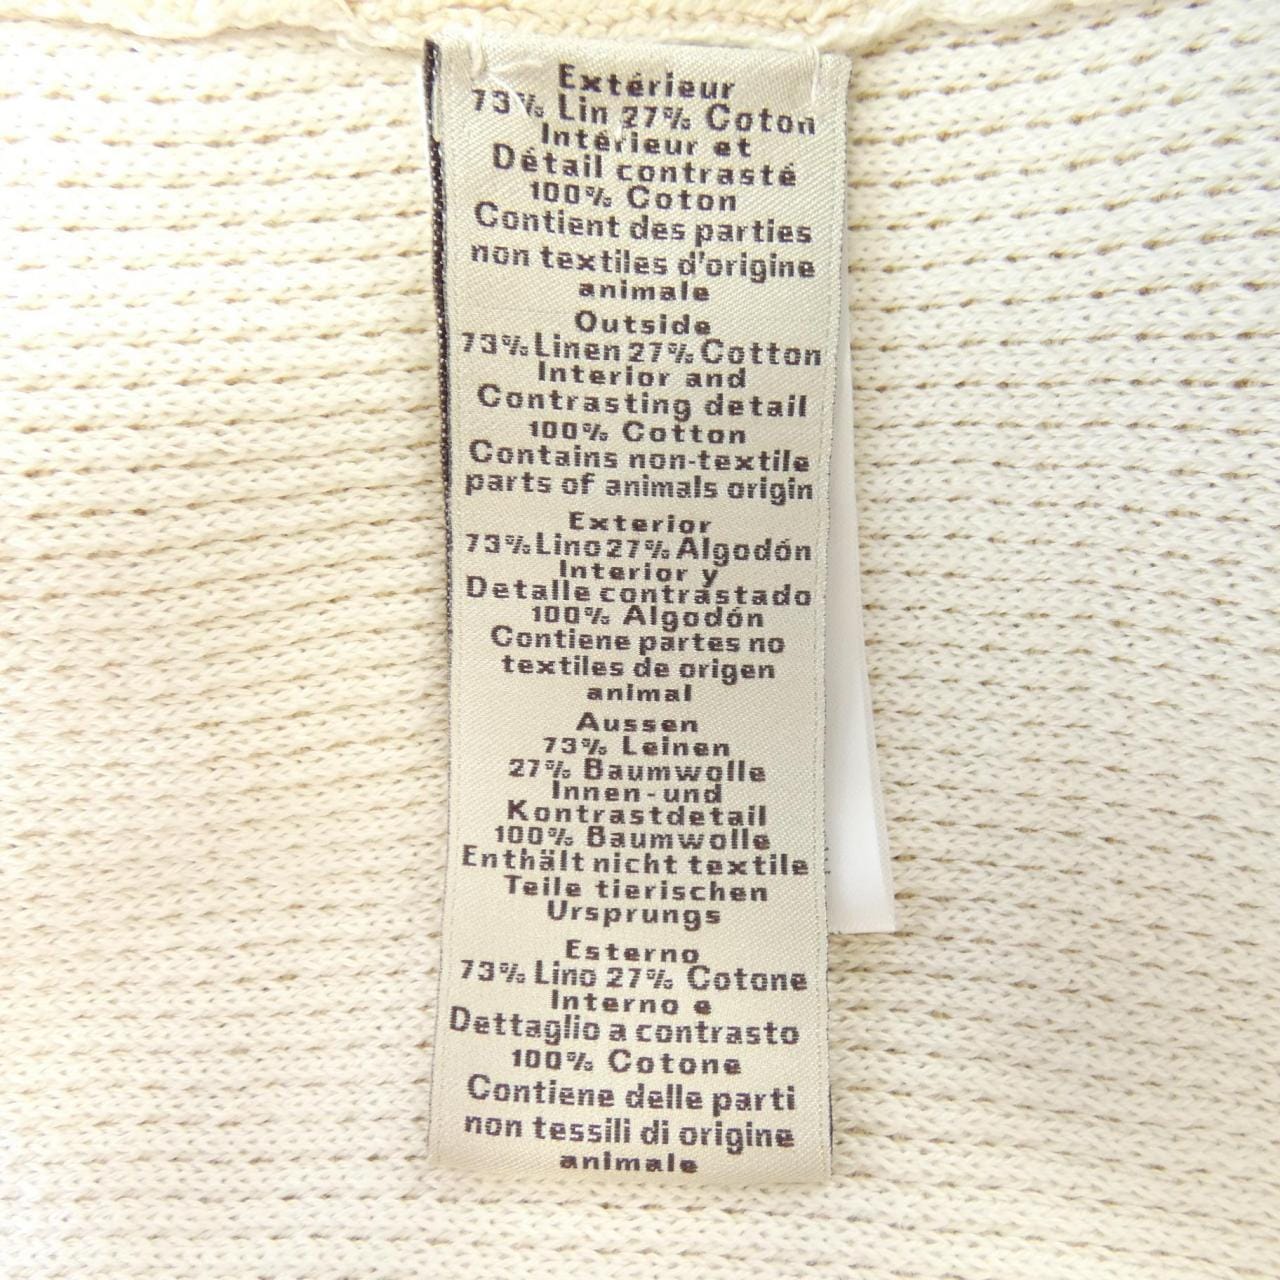 Extérieur
73% Lin 27% Coton
Intérieur et
Détail contrasté
100% Coton
Contient des parties
non textiles d'origine
animale
Outside
73% Linen 27% Cotton
Interior and
Contrasting detail
100% Cotton
Contains non-textile
parts of animals origin
Exterior
73% Lino 27% Algodón
Interior y
Detalle contrastado
100% Algodón
Contiene partes no
textiles de origen
animal
Aussen
73% Leinen
27% Baumwolle
Innen-und
Kontrastdetail
100% Baumwolle
Enthält nicht textile
Teile tierischen
Ursprungs
Esterno
73% Lino 27% Cotone
Interno e
Dettaglio a contrasto
100% Cotone
Contiene delle parti
non tessili di origine
animale